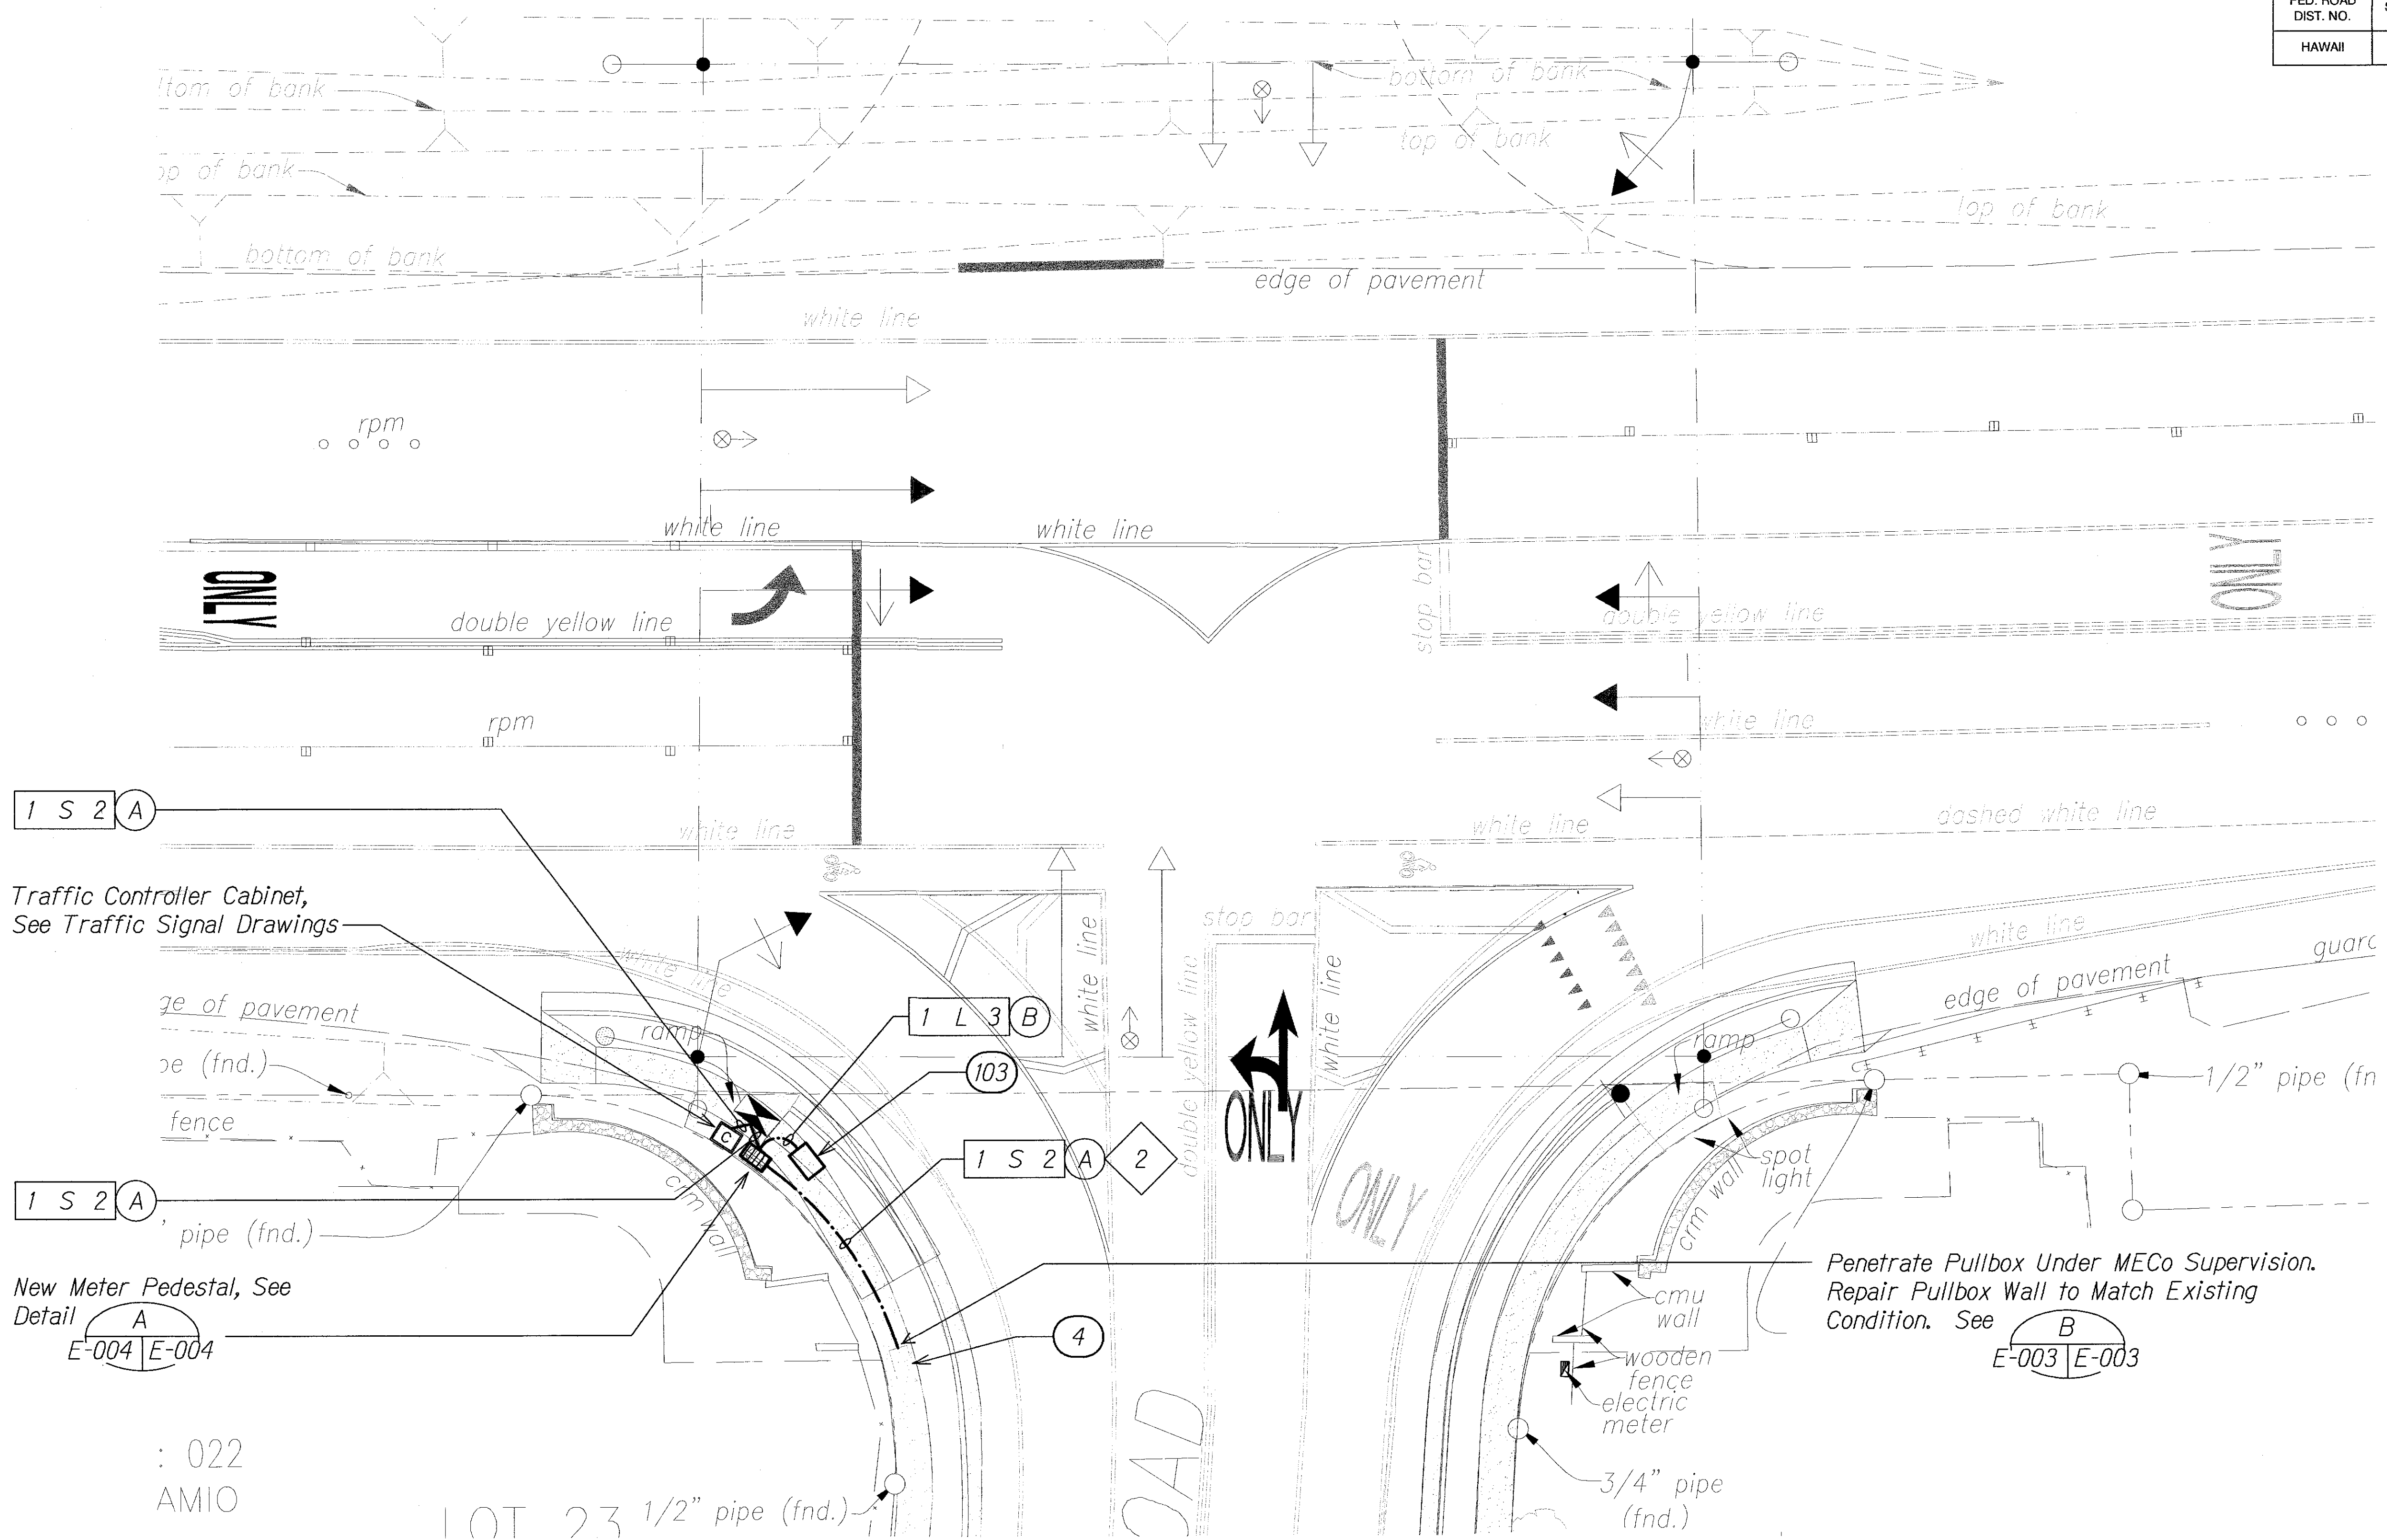 FED. ROAD
DIST. NO.
HAWAII
bottom of bank
ttom of bank
top of bank
op of bank
top of bank
bottom of bank
edge of pavement
white line
rpm
white line
white line
ONLY
stop bar
ONLY
double yellow line
double yellow line
rpm
white line
1 S 2 A
dashed white line
white line
white line
Traffic Controller Cabinet,
See Traffic Signal Drawings
white line
stop bar
white line
white line
double yellow line
white line
guard
edge of pavement
ge of pavement
1 L 3 B
ramp
ramp
pe (fnd.)
103
1/2" pipe (fn
fence
ONLY
C
1 S 2 A 2
spot
light
clm wall
crm wall
1 S 2 A
' pipe (fnd.)
New Meter Pedestal, See
Detail A
E-004 E-004
Penetrate Pullbox Under MECo Supervision.
Repair Pullbox Wall to Match Existing
Condition. See B
E-003 E-003
cmu
wall
4
wooden
fence
electric
meter
: 022
AMIO
LOT 23
1/2" pipe (fnd.)
OAD
3/4" pipe
(fnd.)